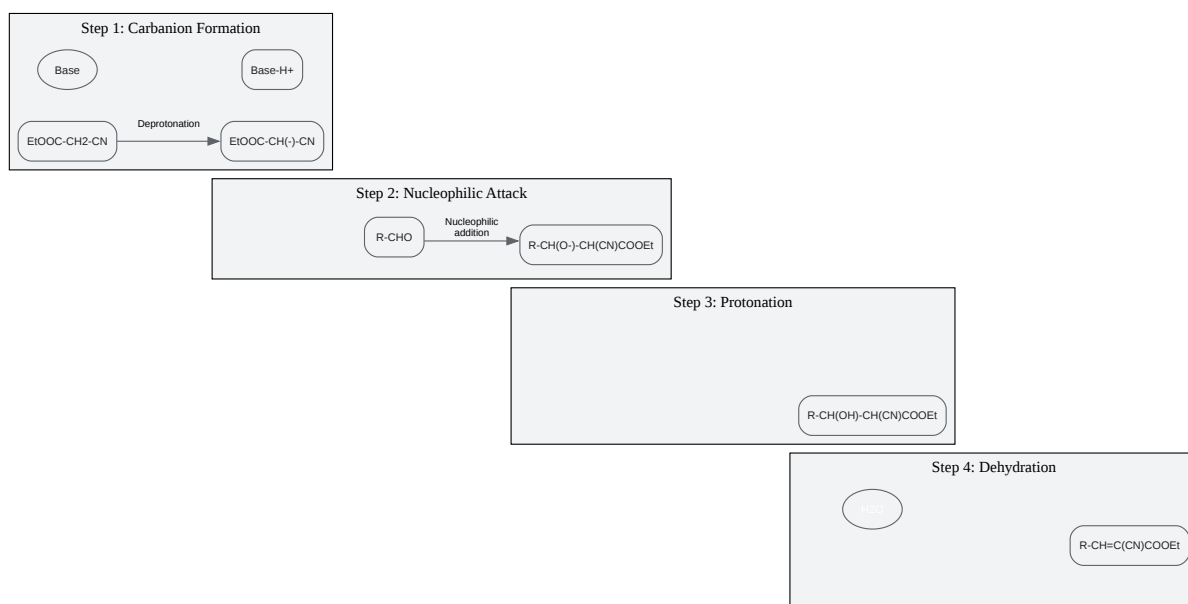 Step 1: Carbanion Formation
Base
Base-H+
EtOOC-CH2-CN
Deprotonation
EtOOC-CH(-)-CN
Step 2: Nucleophilic Attack
R-CHO
Nucleophilic
addition
R-CH(O-)-CH(CN)COOEt
Step 3: Protonation
R-CH(OH)-CH(CN)COOEt
Step 4: Dehydration
H2O
R-CH=C(CN)COOEt